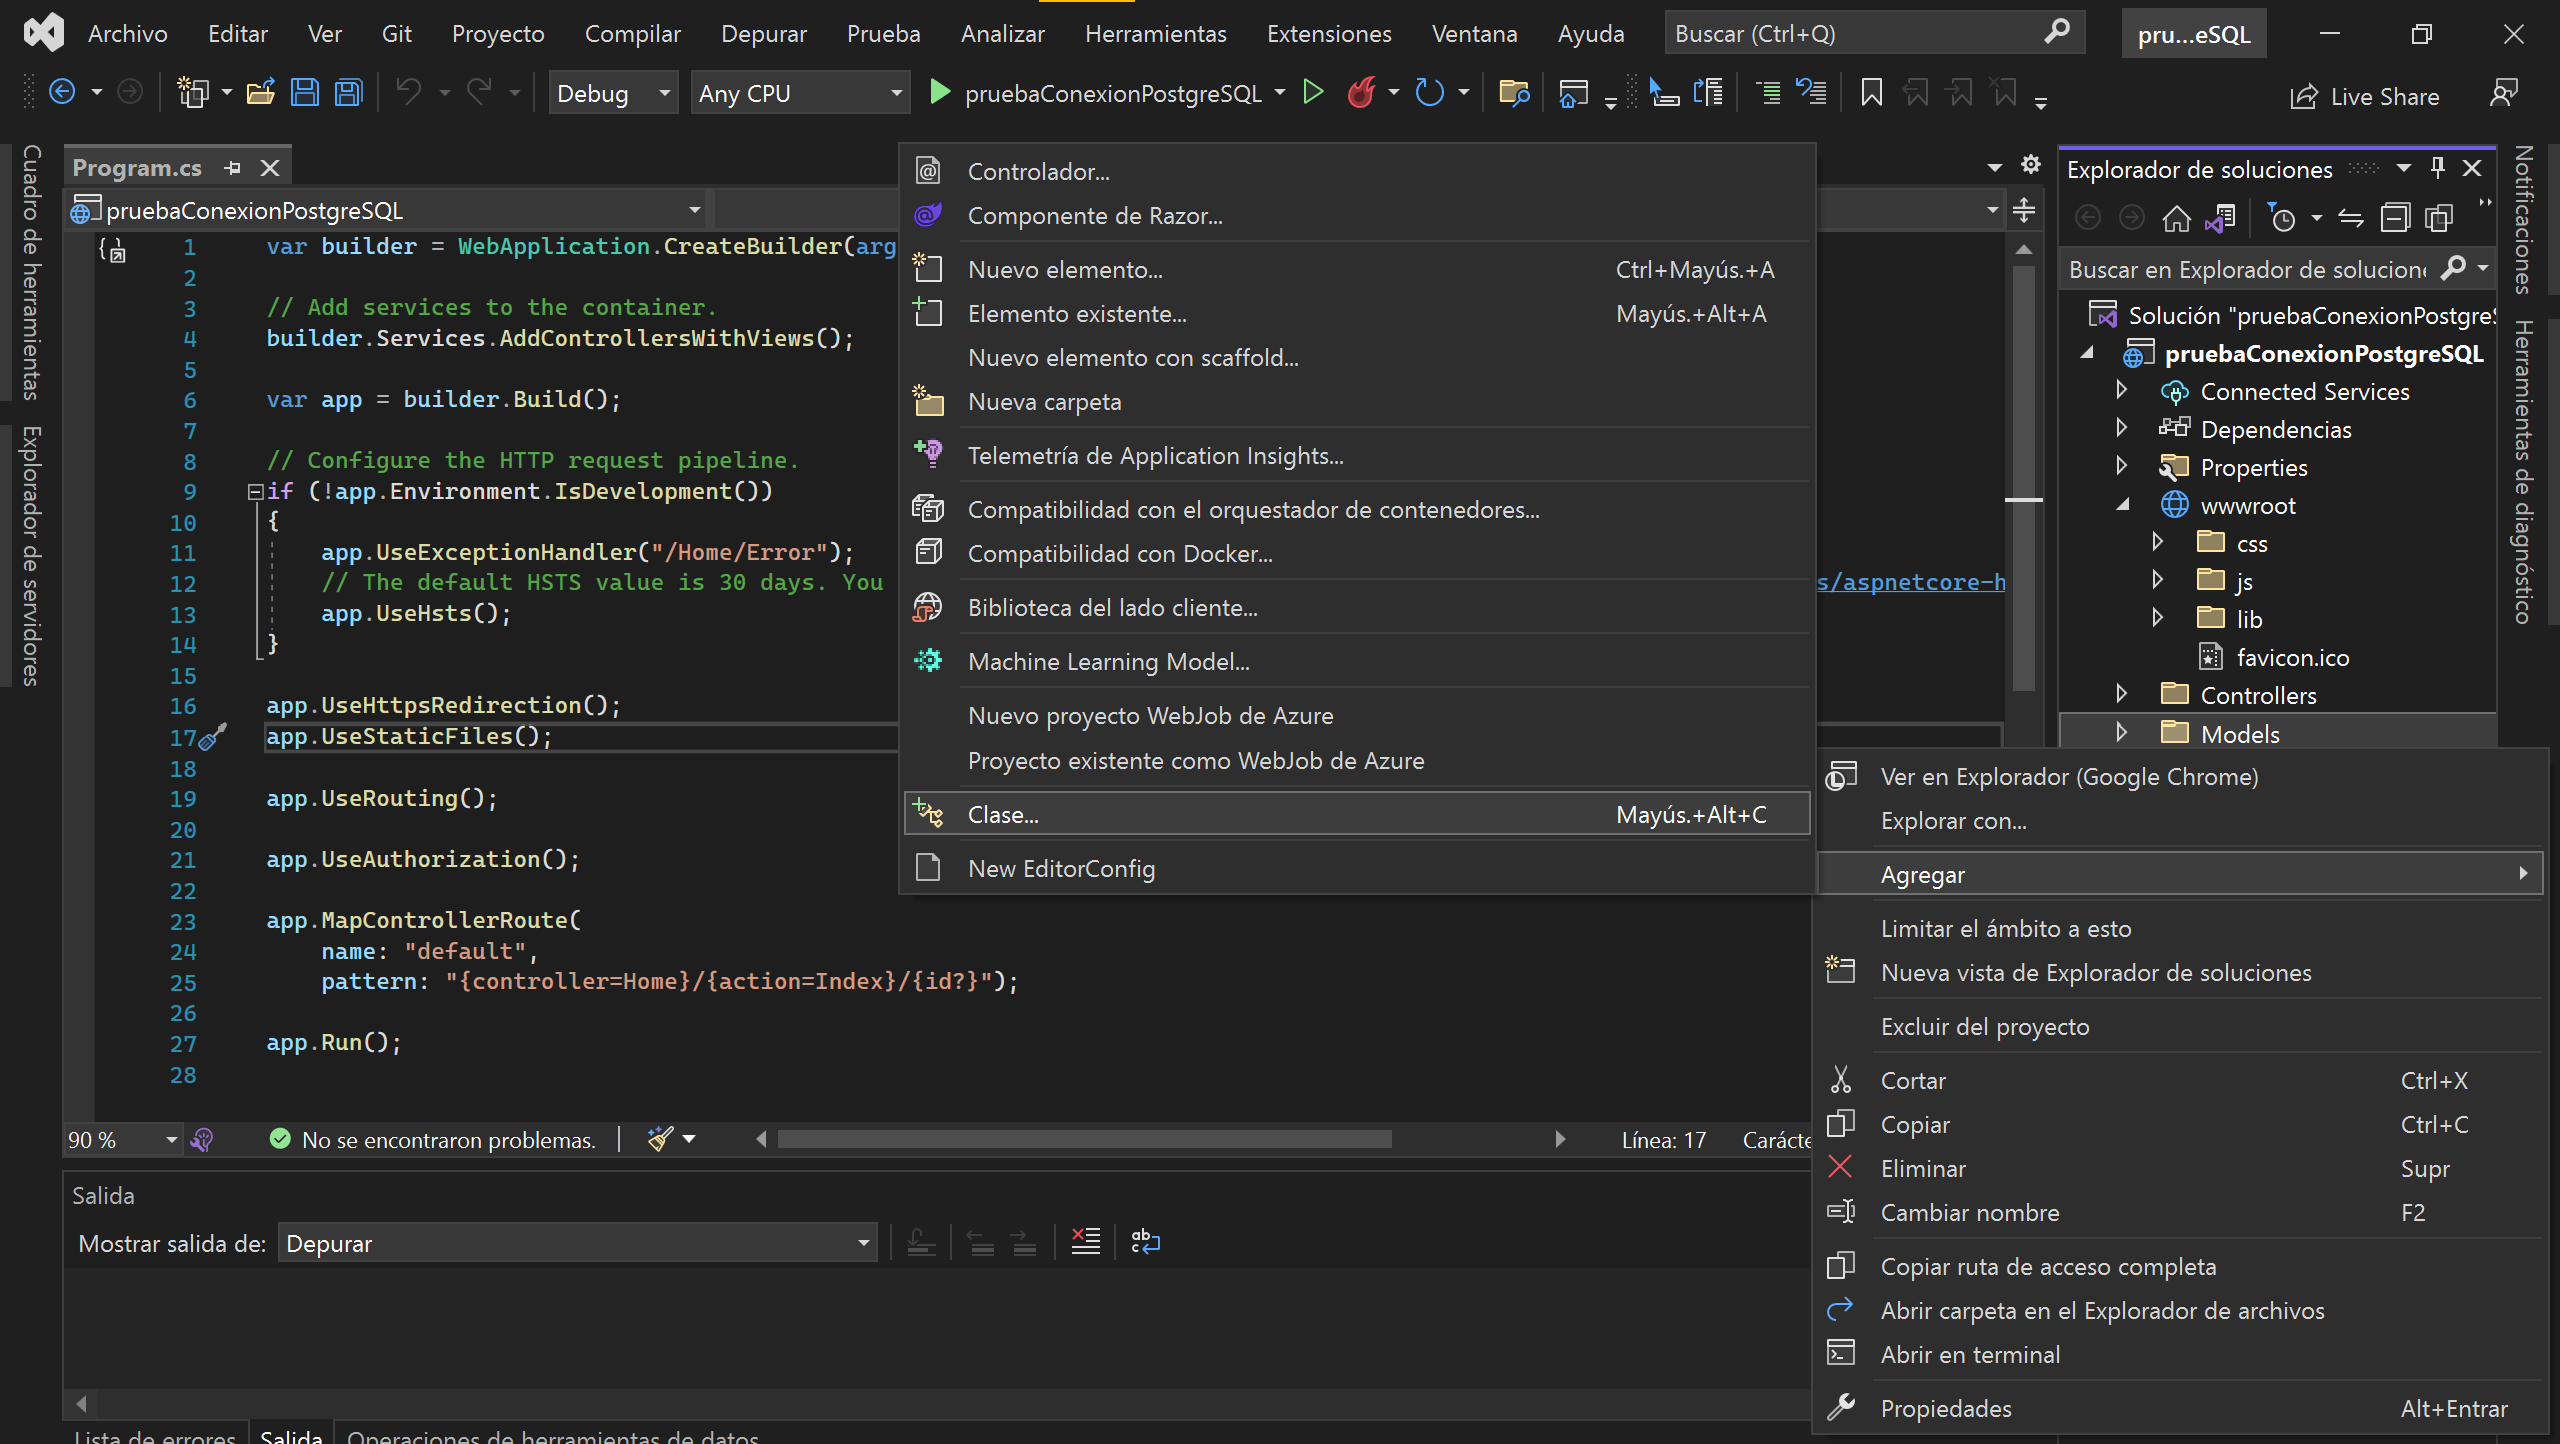 Archivo Editar Ver Git Proyecto Compilar Depurar Prueba Analizar Herramientas Extensiones Ventana Ayuda Buscar (Ctrl+Q) pru...eSQL
Debug Any CPU pruebaConexionPostgreSQL Live Share
Cuadro de herramientas
Explorador de servidores
Program.cs
pruebaConexionPostgreSQL
1 var builder = WebApplication.CreateBuilder(arg
2
3 // Add services to the container.
4 builder.Services.AddControllersWithViews();
5
6 var app = builder.Build();
7
8 // Configure the HTTP request pipeline.
9 if (!app.Environment.IsDevelopment())
10 {
11 app.UseExceptionHandler("/Home/Error");
12 // The default HSTS value is 30 days. You s/aspnetcore-h
13 app.UseHsts();
14 }
15
16 app.UseHttpsRedirection();
17 app.UseStaticFiles();
18
19 app.UseRouting();
20
21 app.UseAuthorization();
22
23 app.MapControllerRoute(
24 name: "default",
25 pattern: "{controller=Home}/{action=Index}/{id?}");
26
27 app.Run();
28
90 % No se encontraron problemas. Línea: 17 Carácte
Salida
Mostrar salida de: Depurar
Lista de errores Salida Operaciones de herramientas de datos
Controlador...
Componente de Razor...
Nuevo elemento... Ctrl+Mayús.+A
Elemento existente... Mayús.+Alt+A
Nuevo elemento con scaffold...
Nueva carpeta
Telemetría de Application Insights...
Compatibilidad con el orquestador de contenedores...
Compatibilidad con Docker...
Biblioteca del lado cliente...
Machine Learning Model...
Nuevo proyecto WebJob de Azure
Proyecto existente como WebJob de Azure
Clase... Mayús.+Alt+C
New EditorConfig
Explorador de soluciones
Buscar en Explorador de solucione
Solución "pruebaConexionPostgreS
pruebaConexionPostgreSQL
Connected Services
Dependencias
Properties
wwwroot
css
js
lib
favicon.ico
Controllers
Models
Ver en Explorador (Google Chrome)
Explorar con...
Agregar
Limitar el ámbito a esto
Nueva vista de Explorador de soluciones
Excluir del proyecto
Cortar Ctrl+X
Copiar Ctrl+C
Eliminar Supr
Cambiar nombre F2
Copiar ruta de acceso completa
Abrir carpeta en el Explorador de archivos
Abrir en terminal
Propiedades Alt+Entrar
Notificaciones
Herramientas de diagnóstico